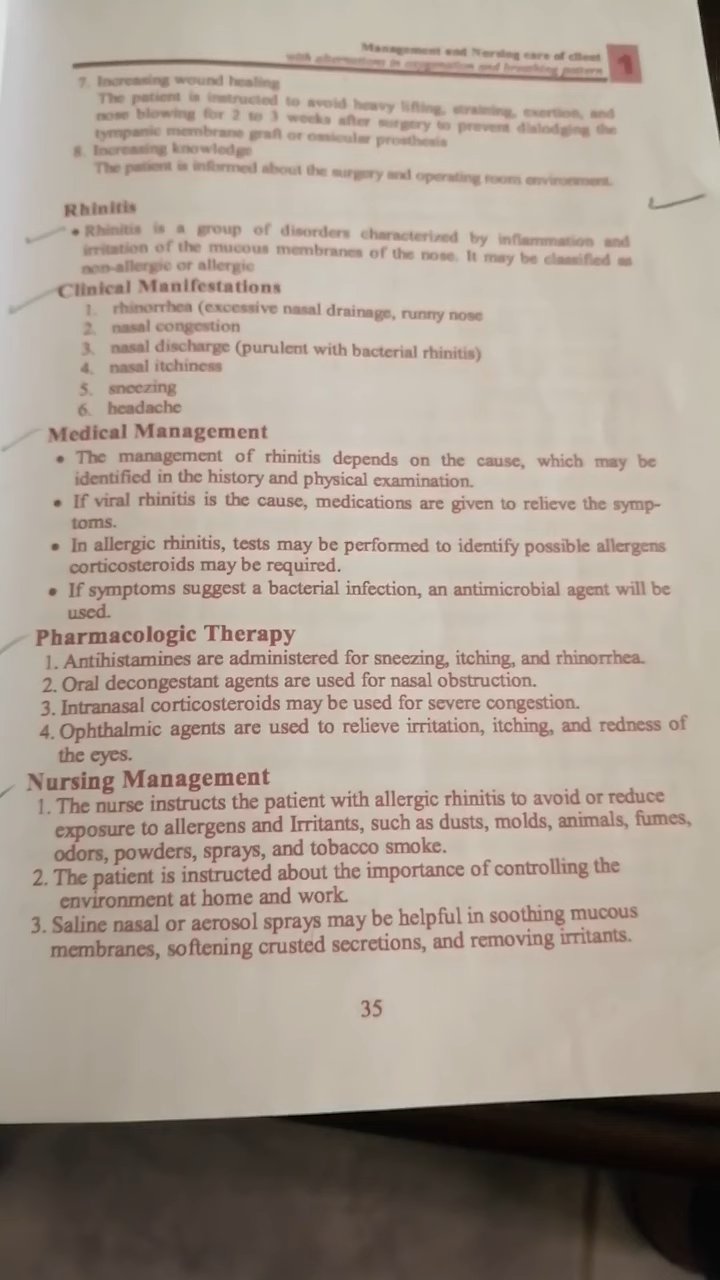 Management and Nursing care of client
with alternations in oxygenation and breathing pattern
1
7. Increasing wound healing
The patient is instructed to avoid heavy lifting, straining, exertion, and
nose blowing for 2 to 3 weeks after surgery to prevent dislodging the
tympanic membrane graft or ossicular prosthesis
8. Increasing knowledge
The patient is informed about the surgery and operating room environment.
Rhinitis
• Rhinitis is a group of disorders characterized by inflammation and
irritation of the mucous membranes of the nose. It may be classified as
non-allergic or allergic
Clinical Manifestations
1. rhinorrhea (excessive nasal drainage, runny nose
2. nasal congestion
3. nasal discharge (purulent with bacterial rhinitis)
4. nasal itchiness
5. sneezing
6. headache
Medical Management
• The management of rhinitis depends on the cause, which may be
identified in the history and physical examination.
• If viral rhinitis is the cause, medications are given to relieve the symp-
toms.
• In allergic rhinitis, tests may be performed to identify possible allergens
corticosteroids may be required.
• If symptoms suggest a bacterial infection, an antimicrobial agent will be
used.
Pharmacologic Therapy
1. Antihistamines are administered for sneezing, itching, and rhinorrhea.
2. Oral decongestant agents are used for nasal obstruction.
3. Intranasal corticosteroids may be used for severe congestion.
4. Ophthalmic agents are used to relieve irritation, itching, and redness of
the eyes.
Nursing Management
1. The nurse instructs the patient with allergic rhinitis to avoid or reduce
exposure to allergens and Irritants, such as dusts, molds, animals, fumes,
odors, powders, sprays, and tobacco smoke.
2. The patient is instructed about the importance of controlling the
environment at home and work.
3. Saline nasal or aerosol sprays may be helpful in soothing mucous
membranes, softening crusted secretions, and removing irritants.
35